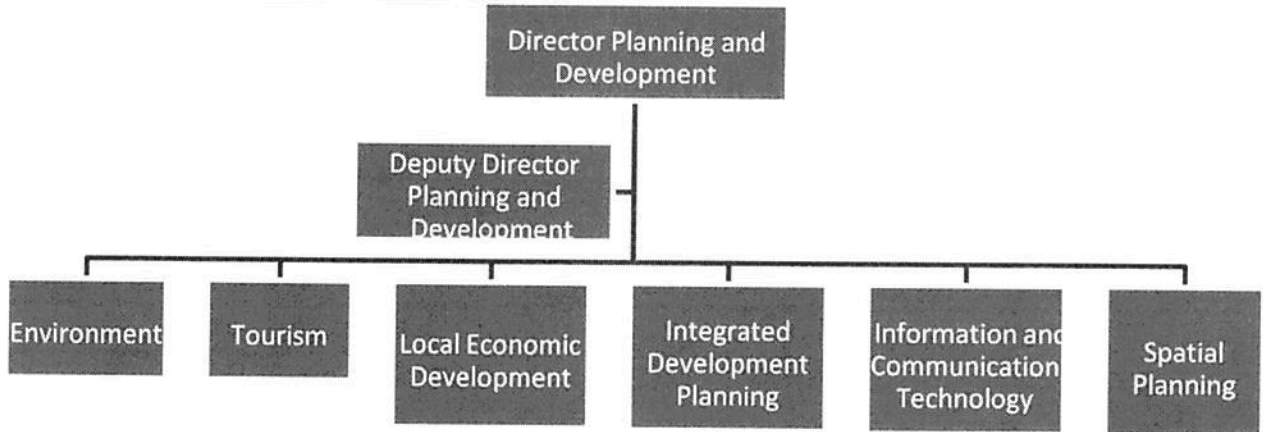 Director Planning and
Development
Deputy Director
Planning and
Development
Environment
Tourism
Local Economic
Development
Integrated
Development
Planning
Information and
Communication
Technology
Spatial
Planning